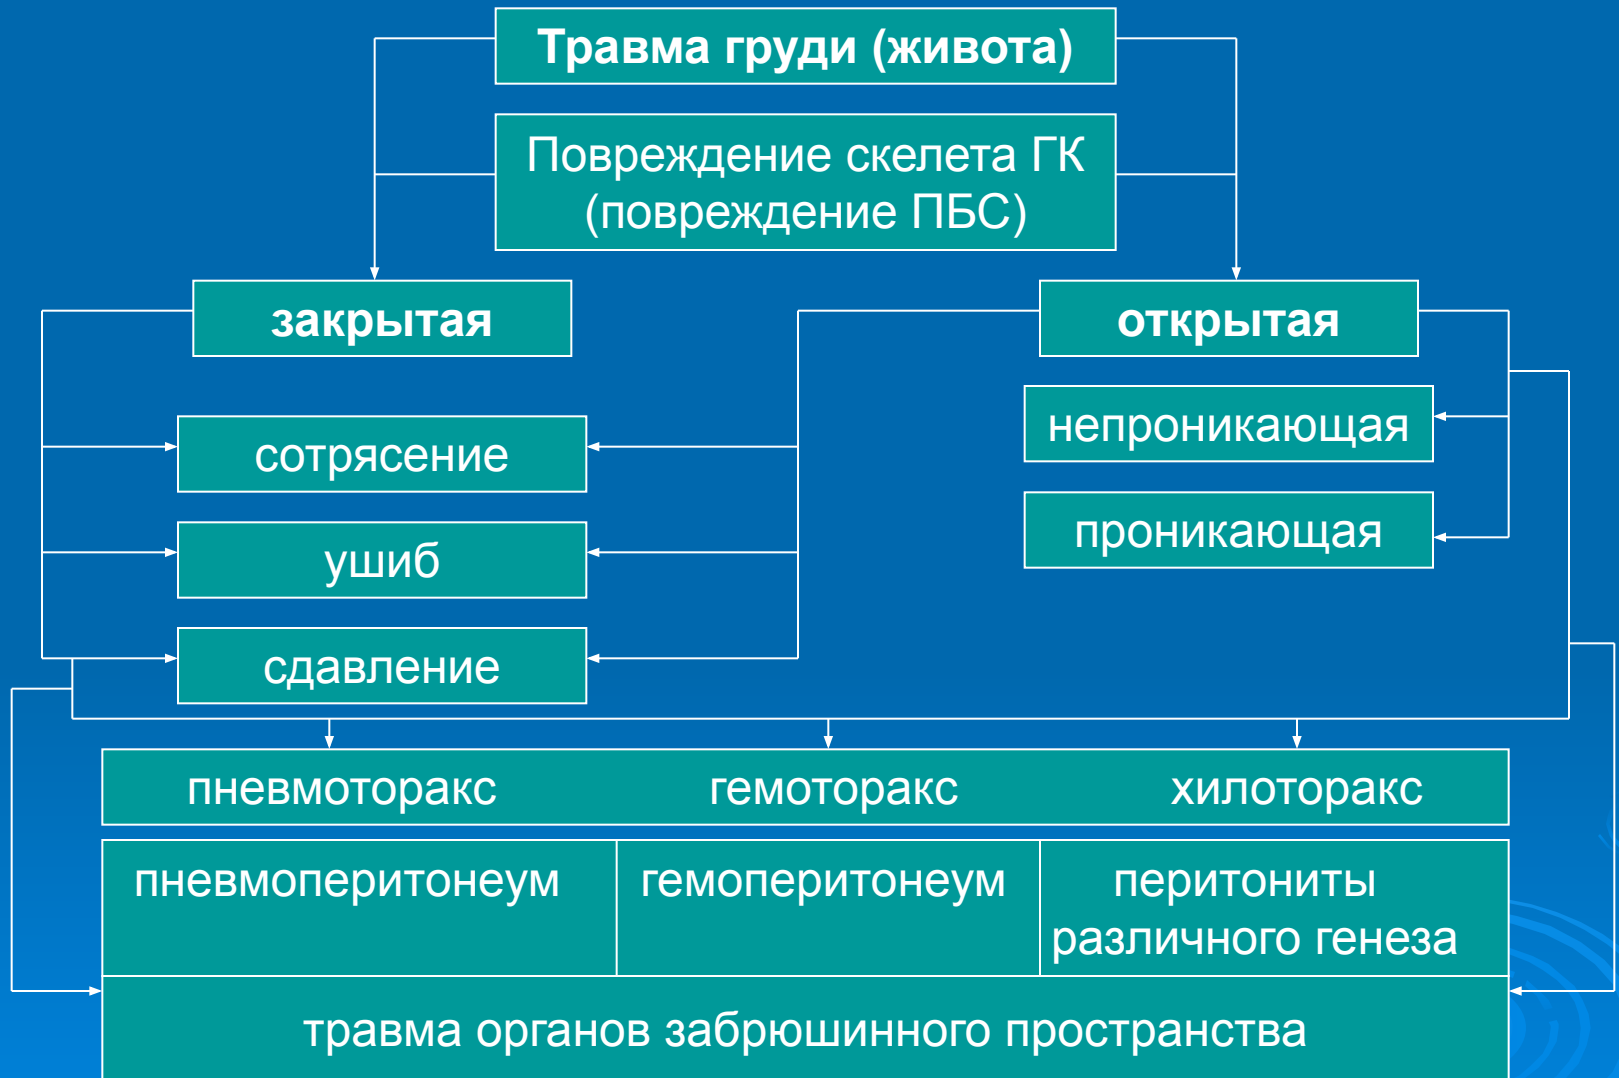 Травма груди (живота)
Повреждение скелета ГК
(повреждение ПБС)
закрытая
открытая
сотрясение
ушиб
сдавление
непроникающая
проникающая
пневмоторакс гемоторакс хилоторакс
пневмоперитонеум гемоперитонеум перитониты
различного генеза
травма органов забрюшинного пространства